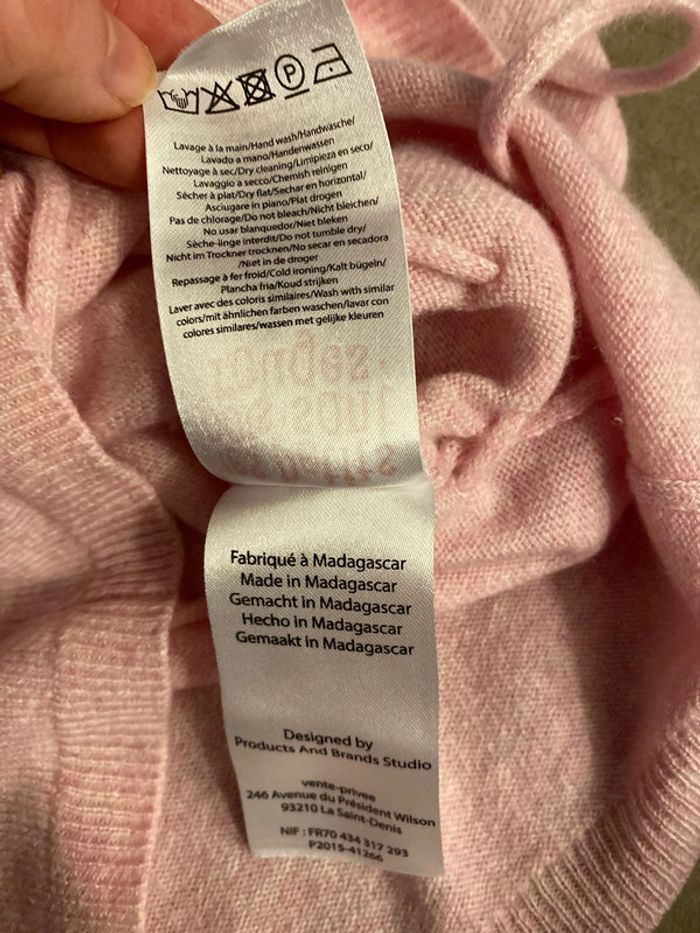 P
Lavage à la main/Hand wash/Handwäsche/
Lavado a mano/Handenwassen
Nettoyage à sec/Dry cleaning/Limpieza en seco/
Lavaggio a secco/Chemish reinigen
Sécher à plat/Dry flat/Sechar en horizontal/
Asciugare in piano/Plat drogen
Pas de chlorage/Do not bleach/Nicht bleichen/
No usar blanqueador/Niet bleken
Sèche-linge interdit/Do not tumble dry/
Nicht im Trockner trocknen/No secar en secadora
/Niet in de droger
Repassage à fer froid/Cold ironing/Kalt bügeln/
Plancha fria/Koud strijken
Laver avec des coloris similaires/Wash with similar
colors/mit ähnlichen farben waschen/lavar con
colores similares/wassen met gelijke kleuren
Fabriqué à Madagascar
Made in Madagascar
Gemacht in Madagascar
Hecho in Madagascar
Gemaakt in Madagascar
Designed by
Products And Brands Studio
vente-privee
246 Avenue du Président Wilson
93210 La Saint-Denis
NIF : FR70 434 317 293
P2015-41266